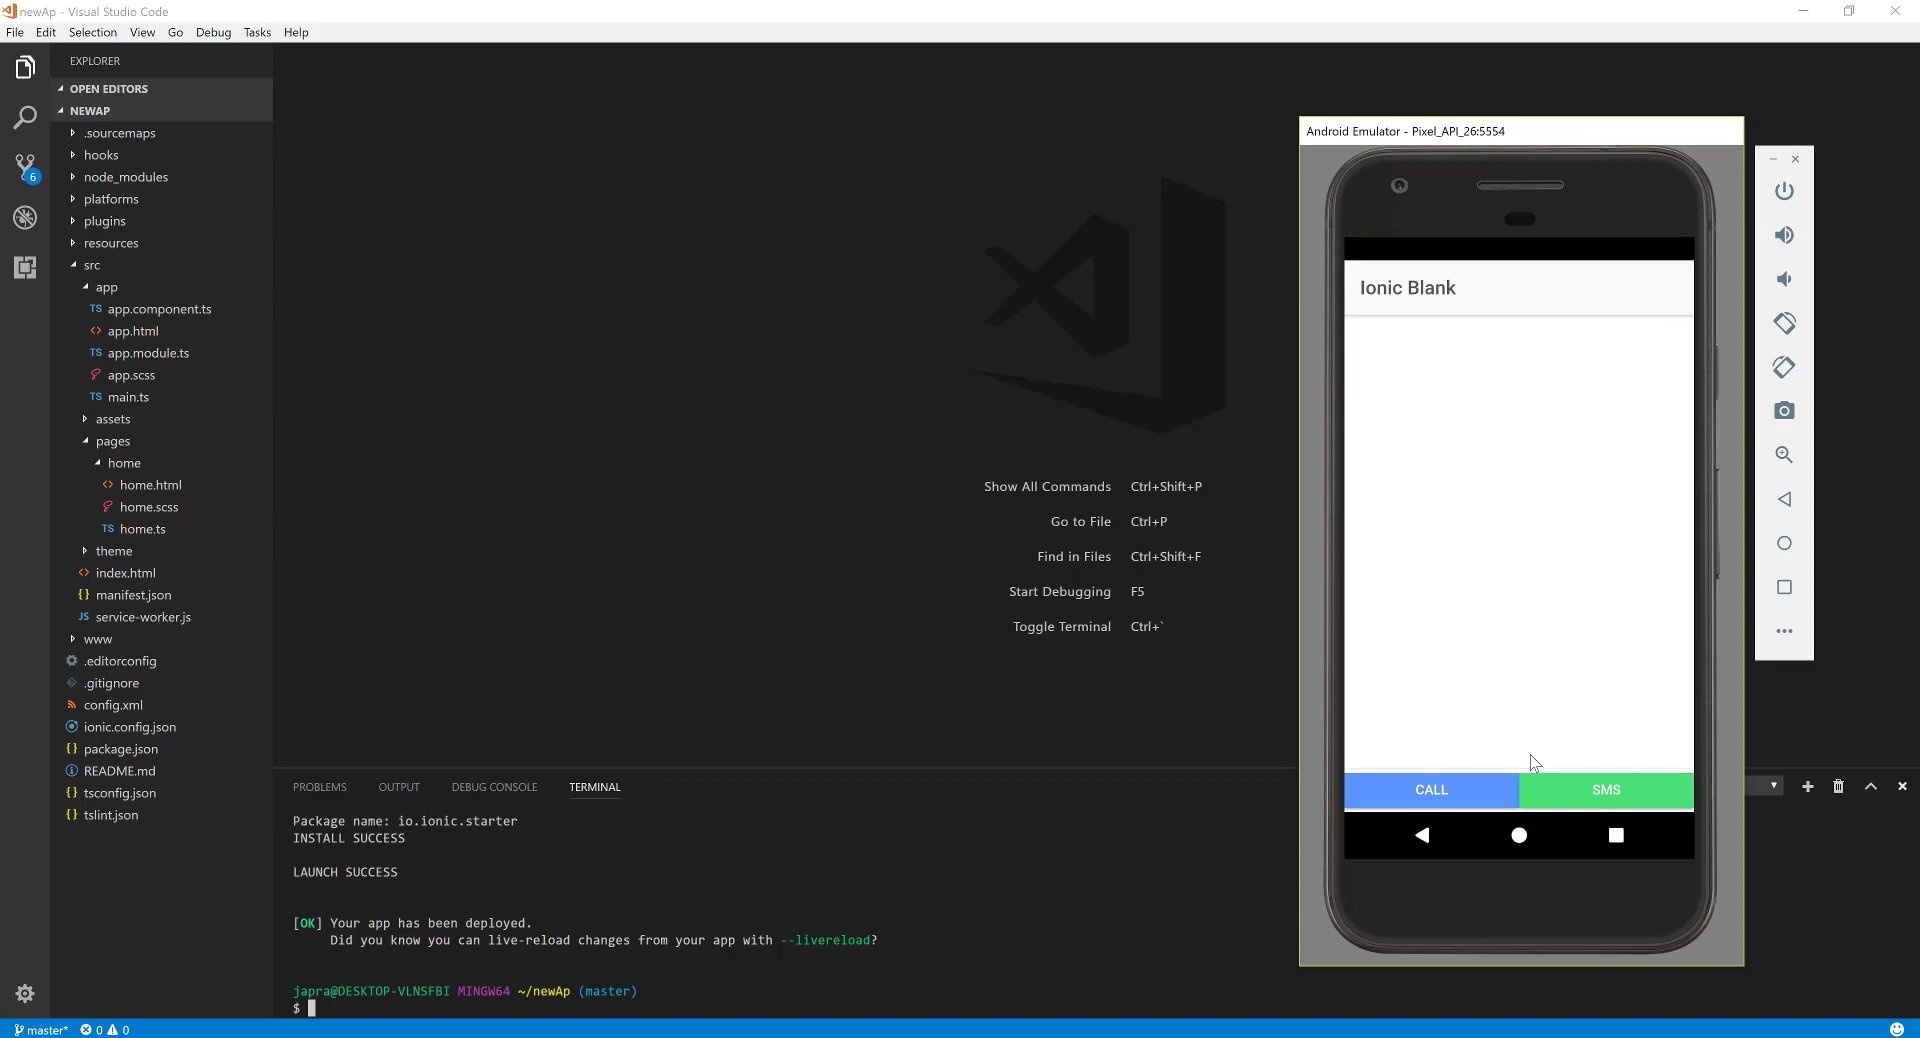 newAp - Visual Studio Code
File Edit Selection View Go Debug Tasks Help
EXPLORER
OPEN EDITORS
NEWAP
.sourcemaps
hooks
node_modules
platforms
plugins
resources
src
app
TS app.component.ts
<> app.html
TS app.module.ts
app.scss
TS main.ts
assets
pages
home
<> home.html
home.scss
TS home.ts
theme
<> index.html
{} manifest.json
JS service-worker.js
www
.editorconfig
.gitignore
config.xml
ionic.config.json
{} package.json
README.md
{} tsconfig.json
{} tslint.json
6
Show All Commands Ctrl+Shift+P
Go to File Ctrl+P
Find in Files Ctrl+Shift+F
Start Debugging F5
Toggle Terminal Ctrl+`
PROBLEMS OUTPUT DEBUG CONSOLE TERMINAL
Package name: io.ionic.starter
INSTALL SUCCESS
LAUNCH SUCCESS
[OK] Your app has been deployed.
Did you know you can live-reload changes from your app with --livereload?
japra@DESKTOP-VLNSFBI MINGW64 ~/newAp (master)
$
Android Emulator - Pixel_API_26:5554
Ionic Blank
CALL SMS
master* 0 0